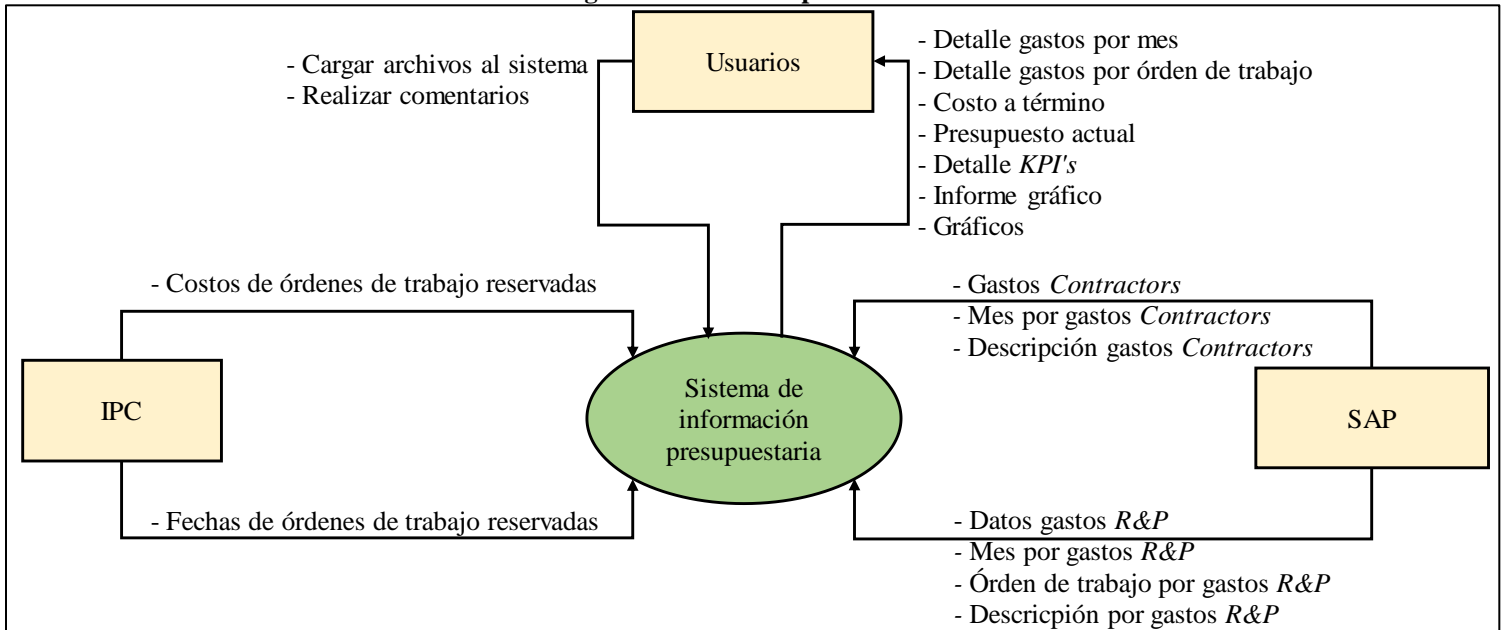 - Cargar archivos al sistema
- Realizar comentarios
Usuarios
- Detalle gastos por mes
- Detalle gastos por órden de trabajo
- Costo a término
- Presupuesto actual
- Detalle KPI's
- Informe gráfico
- Gráficos
- Costos de órdenes de trabajo reservadas
- Gastos Contractors
- Mes por gastos Contractors
- Descripción gastos Contractors
IPC
Sistema de
información
presupuestaria
SAP
- Fechas de órdenes de trabajo reservadas
- Datos gastos R&P
- Mes por gastos R&P
- Órden de trabajo por gastos R&P
- Descricpión por gastos R&P